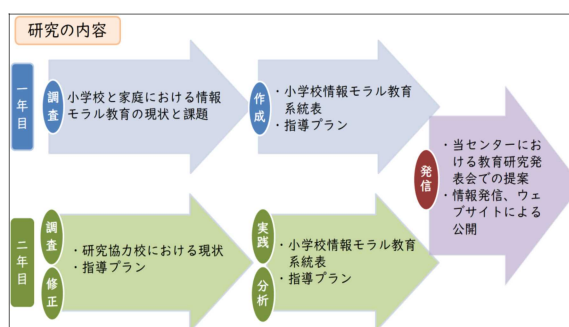 研究の内容
一年目
調査
小学校と家庭における情報
モラル教育の現状と課題
作成
・小学校情報モラル教育
系統表
・指導プラン
二年目
調査
修正
・研究協力校における現状
・指導プラン
実践
分析
・小学校情報モラル教育
系統表
・指導プラン
発信
・当センターにお
ける教育研究発
表会での提案
・情報発信、ウェ
ブサイトによる
公開